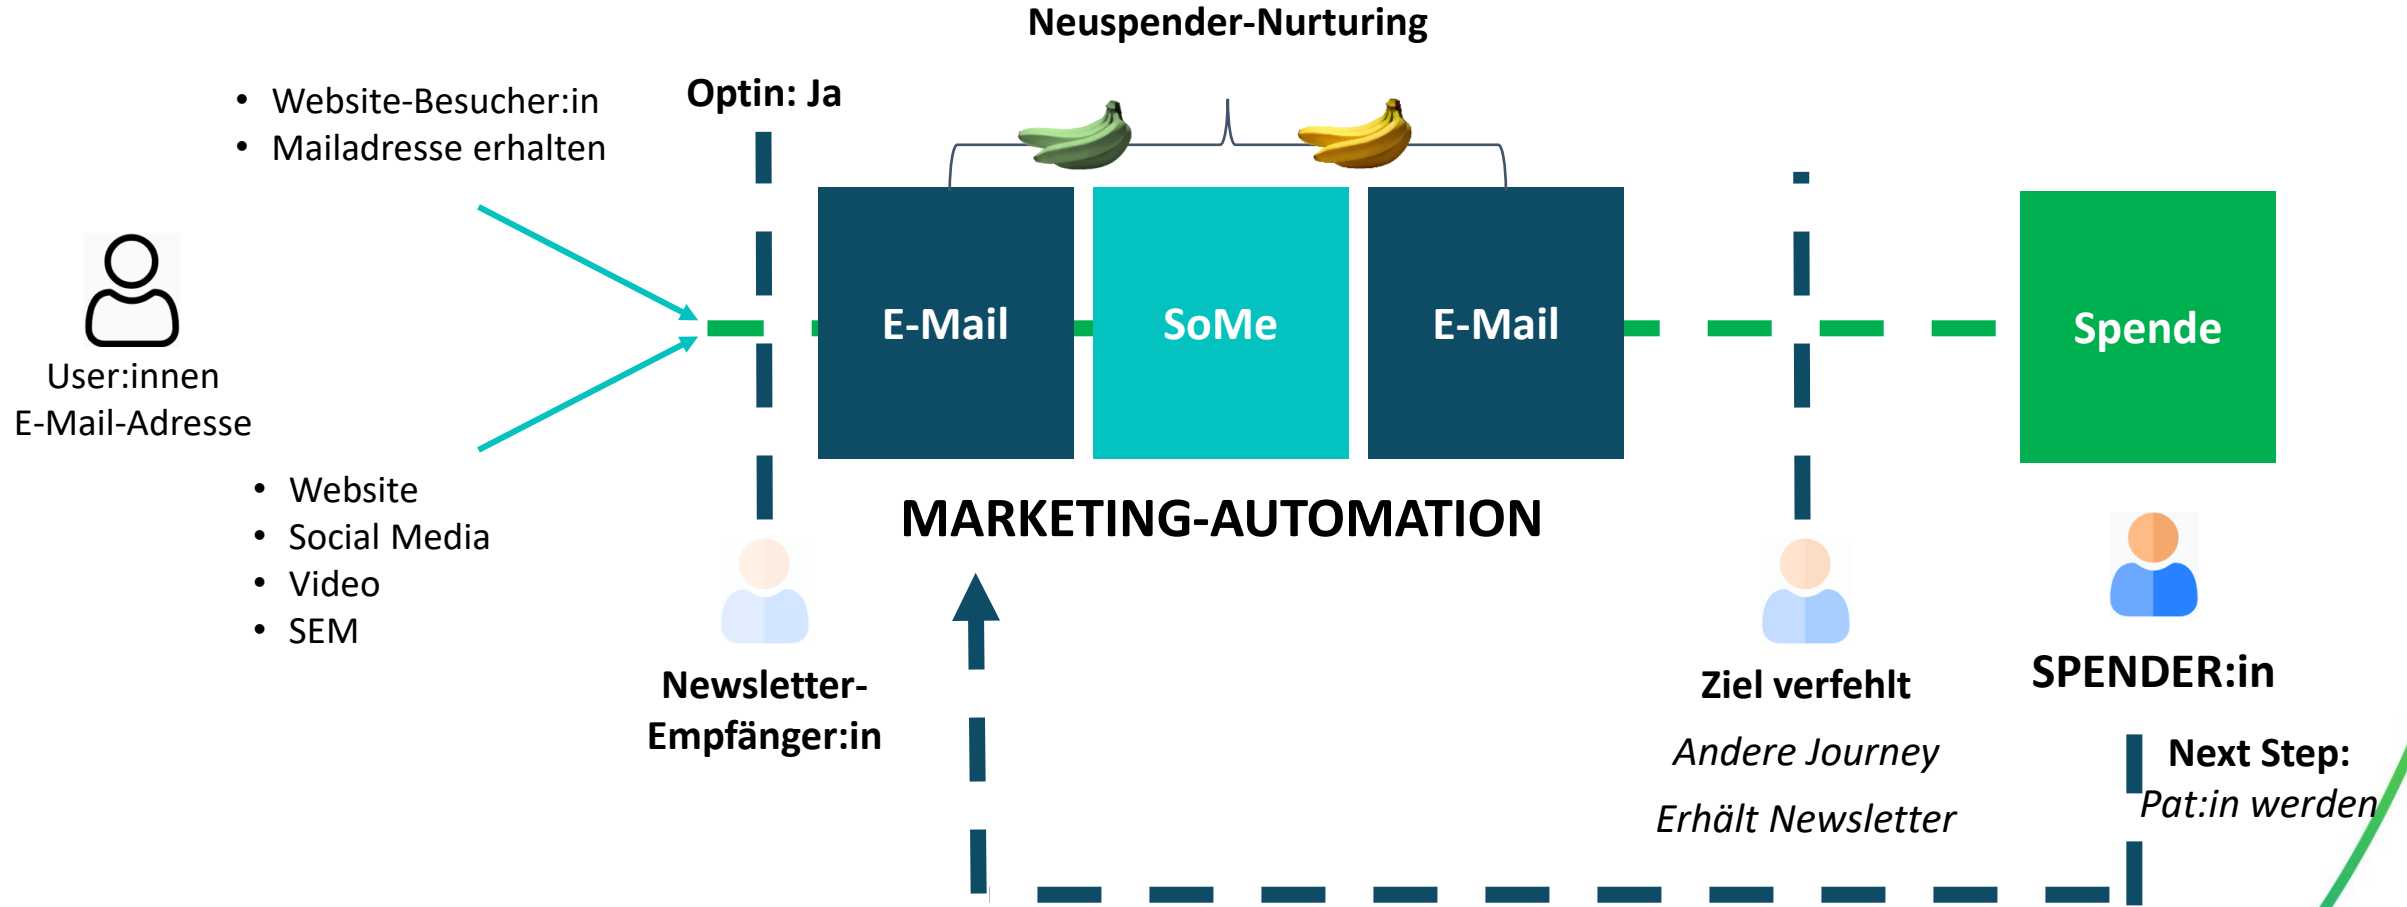 Neuspender-Nurturing
• Website-Besucher:in
• Mailadresse erhalten
Optin: Ja
User:innen
E-Mail-Adresse
• Website
• Social Media
• Video
• SEM
E-Mail
SoMe
E-Mail
Spende
MARKETING-AUTOMATION
Newsletter-
Empfänger:in
Ziel verfehlt
Andere Journey
Erhält Newsletter
SPENDER:in
Next Step:
Pat:in werden